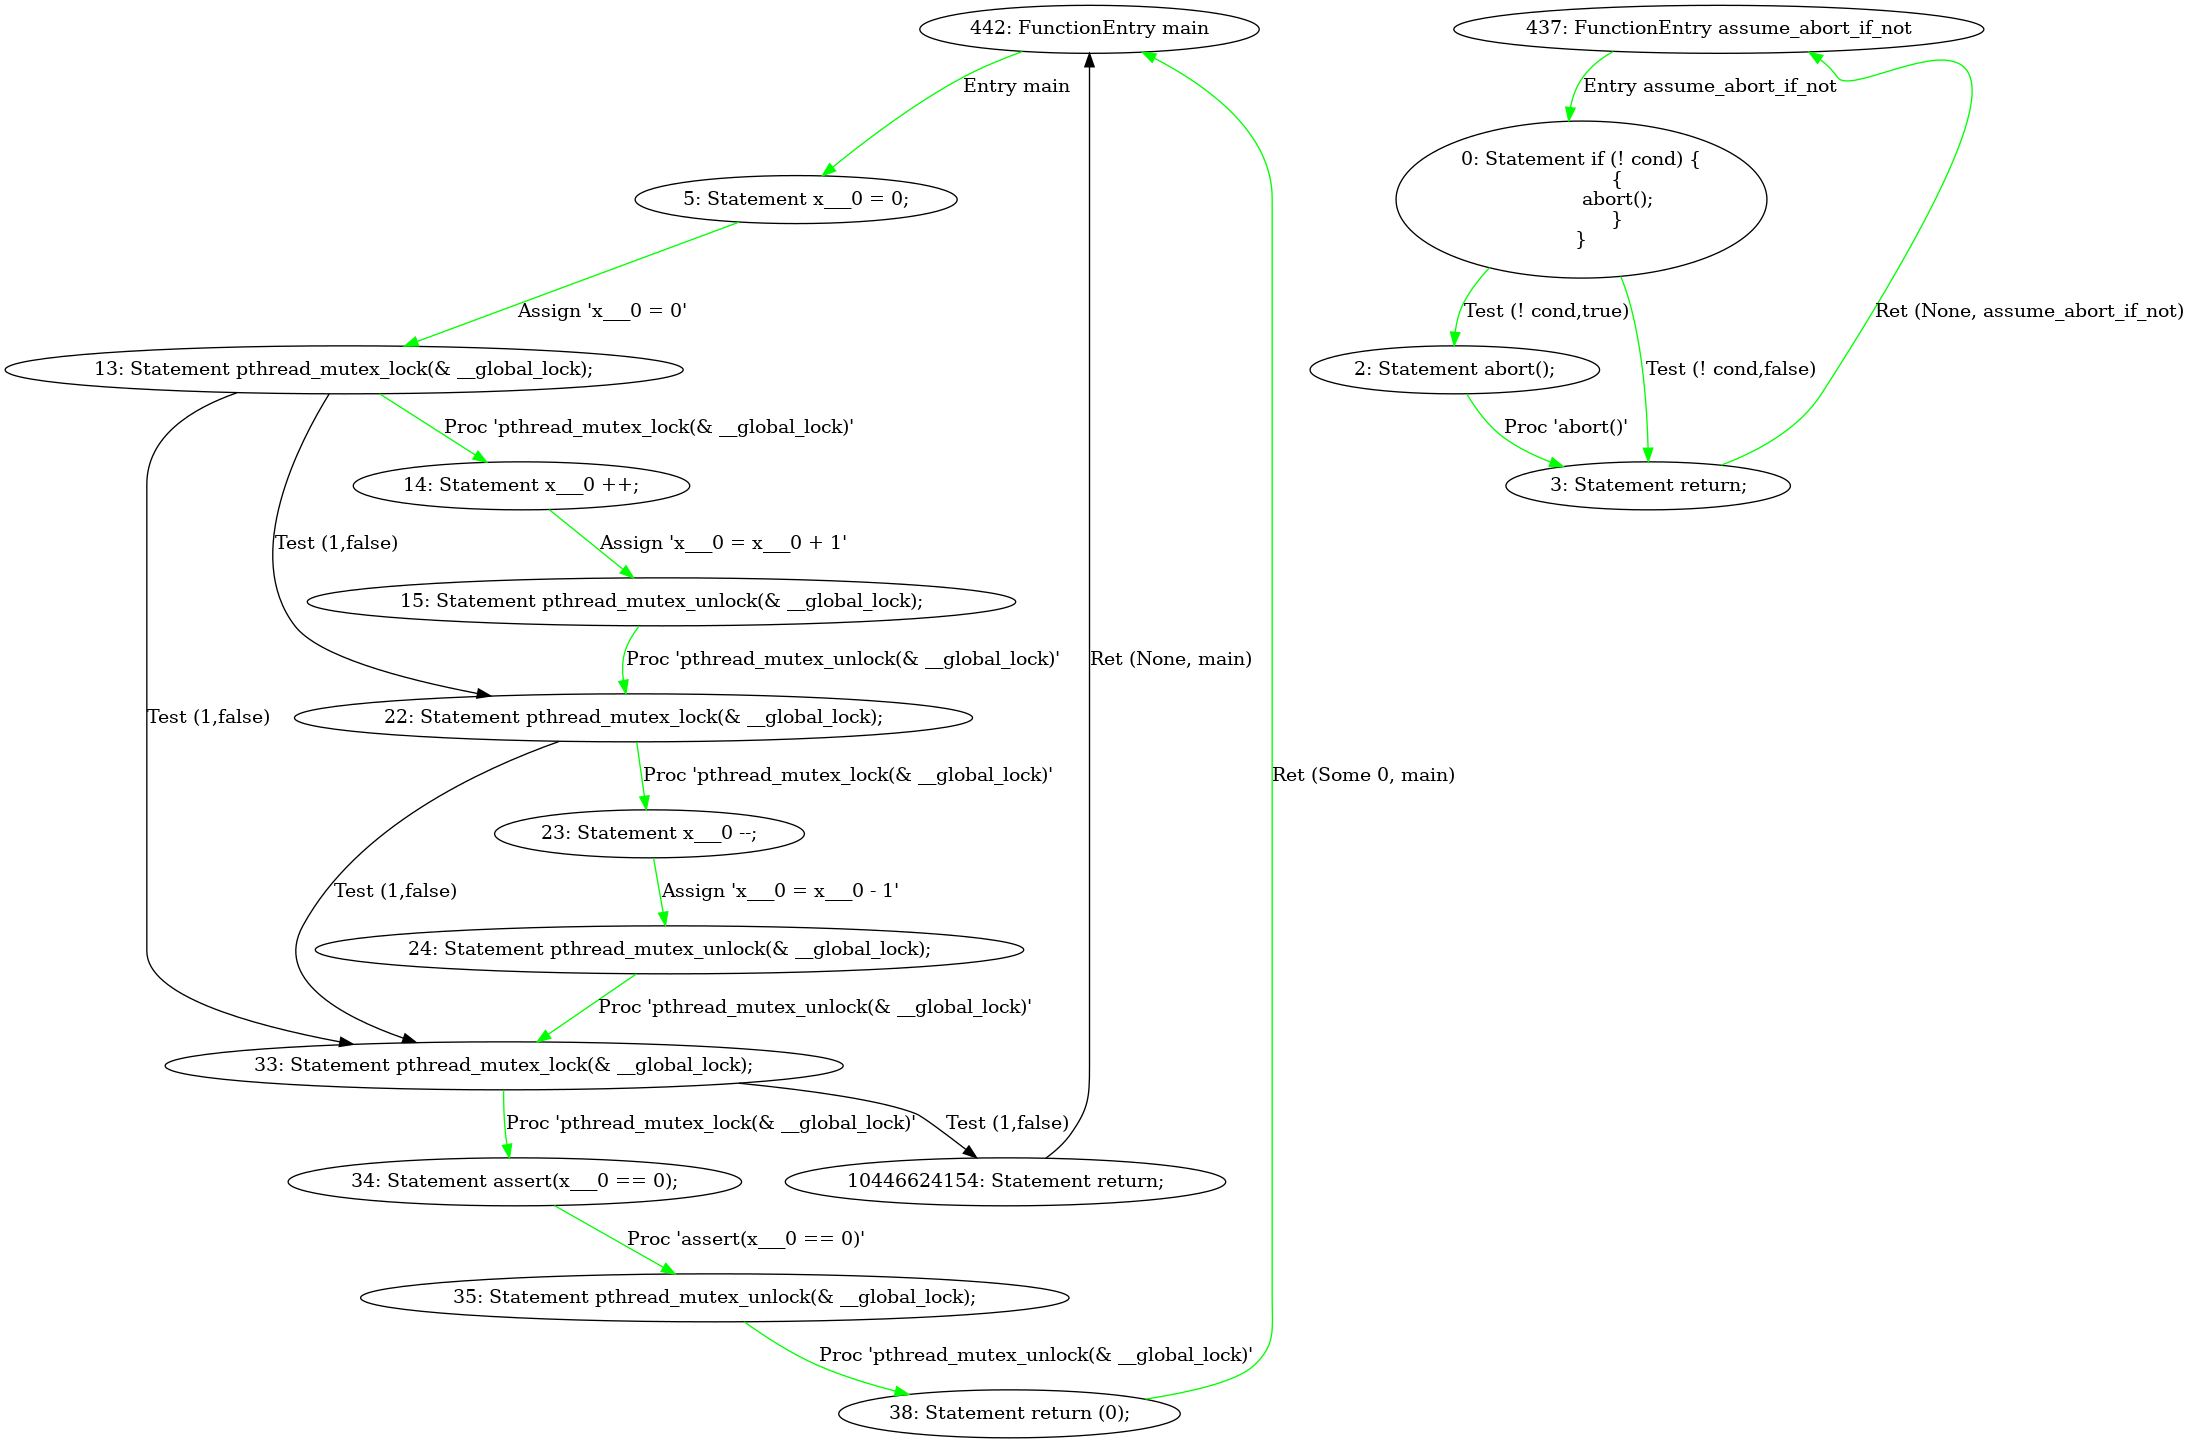 442: FunctionEntry main
437: FunctionEntry assume_abort_if_not
Entry main
Entry assume_abort_if_not
5: Statement x___0 = 0;
0: Statement if (! cond) {
{
abort();
}
}
Assign 'x___0 = 0'
Test (! cond,true)
Ret (None, assume_abort_if_not)
13: Statement pthread_mutex_lock(& __global_lock);
2: Statement abort();
Test (! cond,false)
Proc 'pthread_mutex_lock(& __global_lock)'
Proc 'abort()'
14: Statement x___0 ++;
3: Statement return;
Test (1,false)
Assign 'x___0 = x___0 + 1'
15: Statement pthread_mutex_unlock(& __global_lock);
Proc 'pthread_mutex_unlock(& __global_lock)'
Ret (None, main)
Test (1,false)
22: Statement pthread_mutex_lock(& __global_lock);
Proc 'pthread_mutex_lock(& __global_lock)'
Ret (Some 0, main)
23: Statement x___0 --;
Test (1,false)
Assign 'x___0 = x___0 - 1'
24: Statement pthread_mutex_unlock(& __global_lock);
Proc 'pthread_mutex_unlock(& __global_lock)'
33: Statement pthread_mutex_lock(& __global_lock);
Proc 'pthread_mutex_lock(& __global_lock)'
Test (1,false)
34: Statement assert(x___0 == 0);
10446624154: Statement return;
Proc 'assert(x___0 == 0)'
35: Statement pthread_mutex_unlock(& __global_lock);
Proc 'pthread_mutex_unlock(& __global_lock)'
38: Statement return (0);